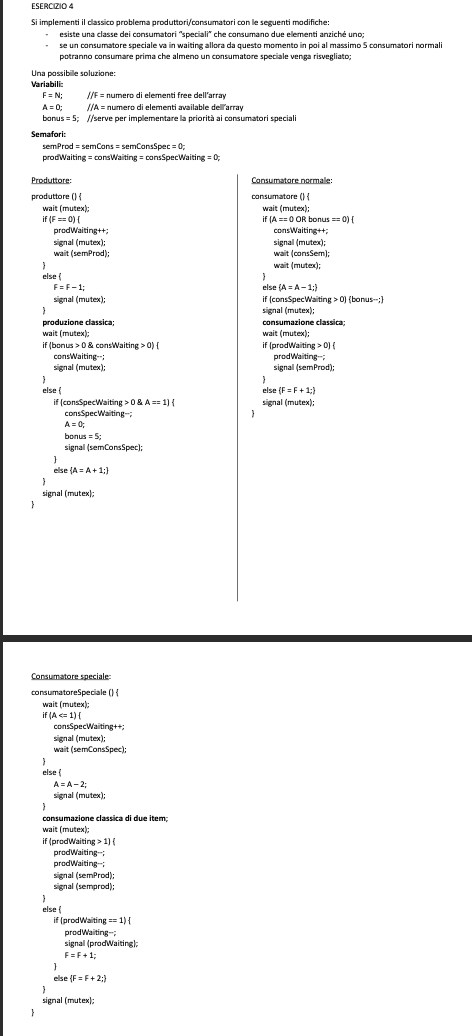 ESERCIZIO 4
Si implementi il classico problema produttori/consumatori con le seguenti modifiche:
- esiste una classe dei consumatori “speciali” che consumano due elementi anziché uno;
- se un consumatore speciale va in waiting allora da questo momento in poi al massimo 5 consumatori normali
potranno consumare prima che almeno un consumatore speciale venga risvegliato;
Una possibile soluzione:
Variabili:
F = N; //F = numero di elementi free dell’array
A = 0; //A = numero di elementi available dell’array
bonus = 5; //serve per implementare la priorità ai consumatori speciali
Semafori:
semProd = semCons = semConsSpec = 0;
prodWaiting = consWaiting = consSpecWaiting = 0;
Produttore:
produttore () {
wait (mutex);
if (F == 0) {
prodWaiting++;
signal (mutex);
wait (semProd);
}
else {
F = F – 1;
signal (mutex);
}
produzione classica;
wait (mutex);
if (bonus > 0 & consWaiting > 0) {
consWaiting--;
signal (mutex);
}
else {
if (consSpecWaiting > 0 & A == 1) {
consSpecWaiting--;
A = 0;
bonus = 5;
signal (semConsSpec);
}
else {A = A + 1;}
}
signal (mutex);
}
Consumatore normale:
consumatore () {
wait (mutex);
if (A == 0 OR bonus == 0) {
consWaiting++;
signal (mutex);
wait (consSem);
wait (mutex);
}
else {A = A – 1;}
if (consSpecWaiting > 0) {bonus--;}
signal (mutex);
consumazione classica;
wait (mutex);
if (prodWaiting > 0) {
prodWaiting--;
signal (semProd);
}
else {F = F + 1;}
signal (mutex);
}
Consumatore speciale:
consumatoreSpeciale () {
wait (mutex);
if (A <= 1) {
consSpecWaiting++;
signal (mutex);
wait (semConsSpec);
}
else {
A = A – 2;
signal (mutex);
}
consumazione classica di due item;
wait (mutex);
if (prodWaiting > 1) {
prodWaiting--;
prodWaiting--;
signal (semProd);
signal (semprod);
}
else {
if (prodWaiting == 1) {
prodWaiting--;
signal (prodWaiting);
F = F + 1;
}
else {F = F + 2;}
}
signal (mutex);
}